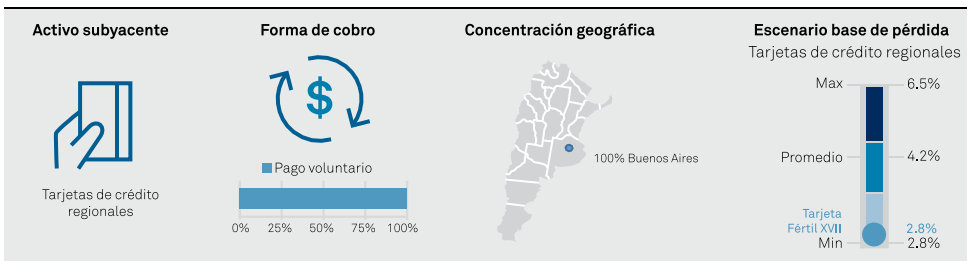 Activo subyacente
Tarjetas de crédito
regionales
Forma de cobro
$
Pago voluntario
0% 25% 50% 75% 100%
Concentración geográfica
100% Buenos Aires
Escenario base de pérdida
Tarjetas de crédito regionales
Max 6.5%
Promedio 4.2%
Tarjeta
Fértil XVII 2.8%
Min 2.8%